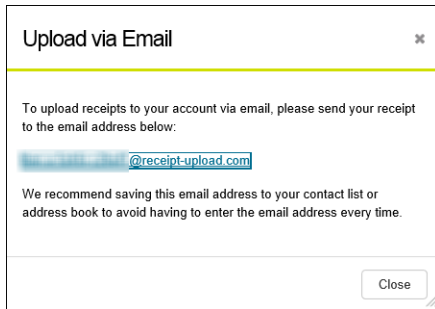 Upload via Email
To upload receipts to your account via email, please send your receipt
to the email address below:
@receipt-upload.com
We recommend saving this email address to your contact list or
address book to avoid having to enter the email address every time.
Close